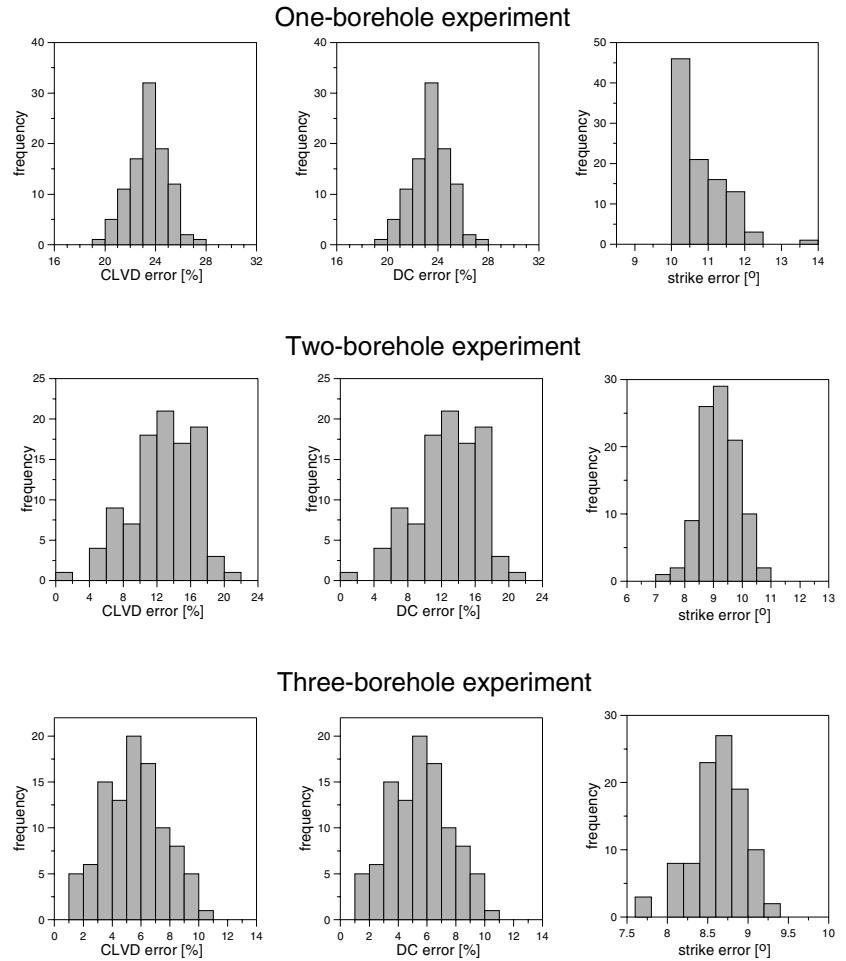 One-borehole experiment
40
30
20
10
0
frequency
16 20 24 28 32
CLVD error [%]
40
30
20
10
0
frequency
16 20 24 28 32
DC error [%]
50
40
30
20
10
0
frequency
9 10 11 12 13 14
strike error [º]
Two-borehole experiment
25
20
15
10
5
0
frequency
0 4 8 12 16 20 24
CLVD error [%]
25
20
15
10
5
0
frequency
0 4 8 12 16 20 24
DC error [%]
30
20
10
0
frequency
6 7 8 9 10 11 12 13
strike error [º]
Three-borehole experiment
20
15
10
5
0
frequency
0 2 4 6 8 10 12 14
CLVD error [%]
20
15
10
5
0
frequency
0 2 4 6 8 10 12 14
DC error [%]
30
20
10
0
frequency
7.5 8 8.5 9 9.5 10
strike error [º]